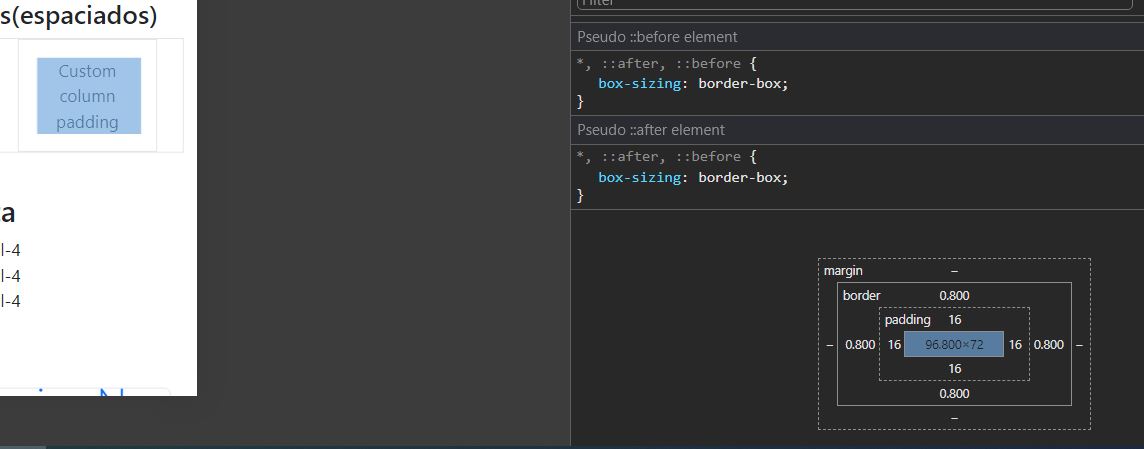 s(espaciados)
Custom
column
padding
a
l-4
l-4
l-4
Filter
Pseudo ::before element
*, ::after, ::before {
box-sizing: border-box;
}
Pseudo ::after element
*, ::after, ::before {
box-sizing: border-box;
}
margin –
border 0.800
padding 16
– 0.800 16 96.800×72 16 0.800 –
16
0.800
–